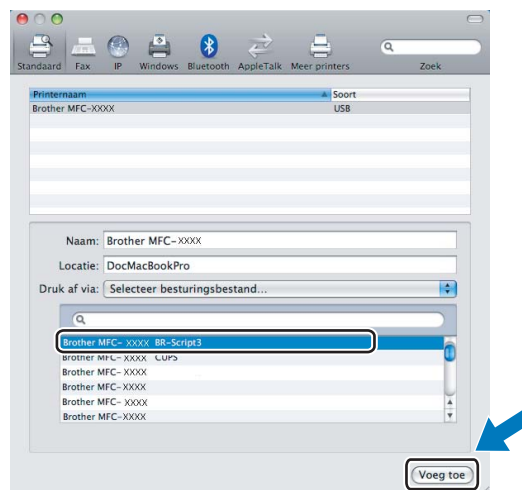 Standaard Fax IP Windows Bluetooth AppleTalk Meer printers Zoek
Printernaam Soort
Brother MFC-XXXX USB
Naam: Brother MFC-XXXX
Locatie: DocMacBookPro
Druk af via: Selecteer besturingsbestand...
Brother MFC- XXXX BR-Script3
Brother MFC- XXXX CUPS
Brother MFC- XXXX
Brother MFC-XXXX
Brother MFC- XXXX
Brother MFC-XXXX
Voeg toe